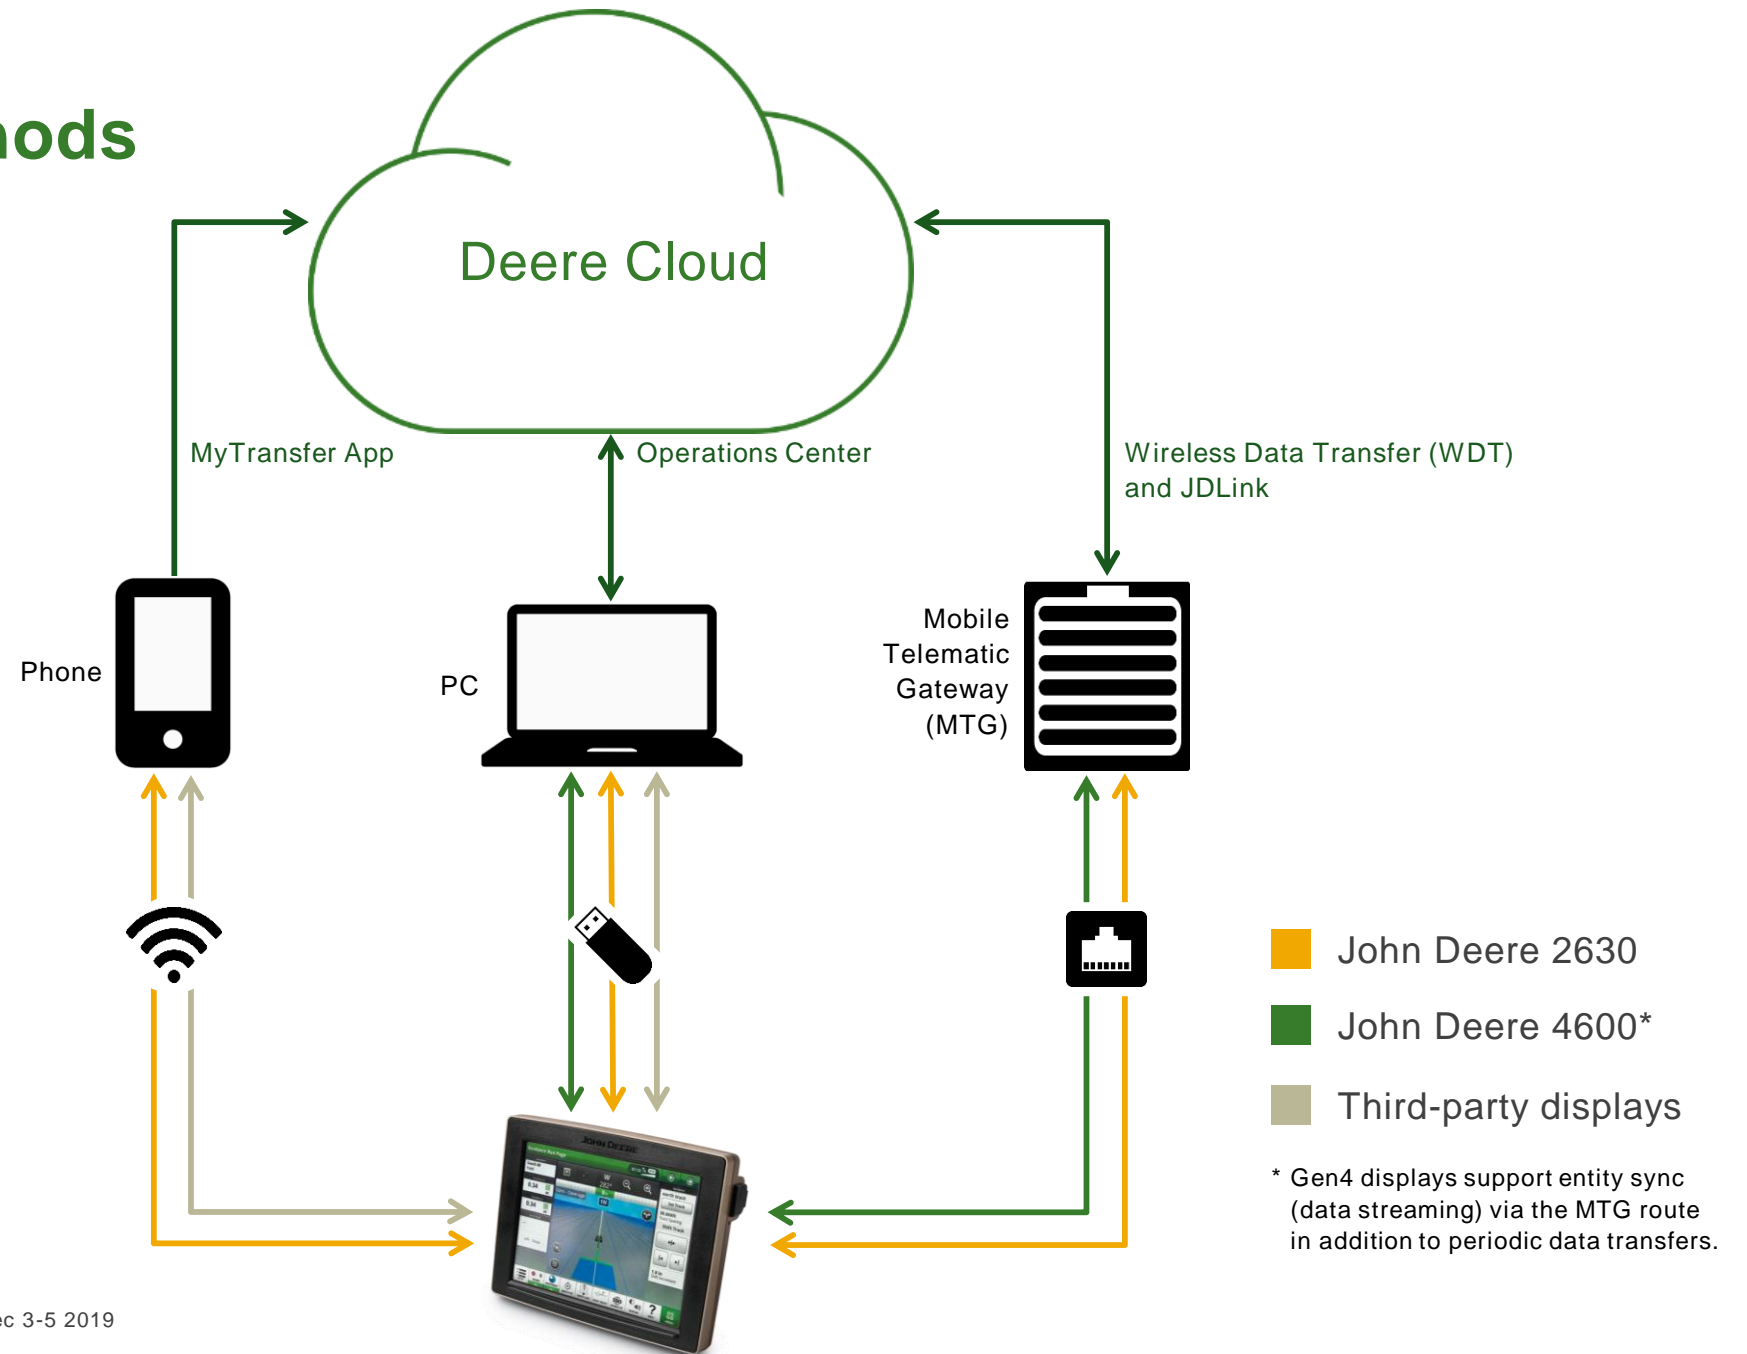 hods
Deere Cloud
MyTransfer App
Operations Center
Wireless Data Transfer (WDT)
and JDLink
Phone
PC
Mobile
Telematic
Gateway
(MTG)
John Deere 2630
John Deere 4600*
Third-party displays
* Gen4 displays support entity sync
(data streaming) via the MTG route
in addition to periodic data transfers.
JOHN DEERE
ec 3-5 2019